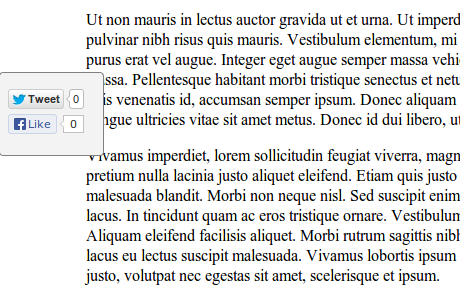 Ut non mauris in lectus auctor gravida ut et urna. Ut imperd
pulvinar nibh risus quis mauris. Vestibulum elementum, mi
purus erat vel augue. Integer eget augue semper massa vehi
ssa. Pellentesque habitant morbi tristique senectus et netu
Tweet 0
is venenatis id, accumsan semper ipsum. Donec aliquam
Like 0
ngue ultricies vitae sit amet metus. Donec id dui libero, ut
Vivamus imperdiet, lorem sollicitudin feugiat viverra, magn
pretium nulla lacinia justo aliquet eleifend. Etiam quis justo
malesuada blandit. Morbi non neque nisl. Sed suscipit enim
lacus. In tincidunt quam ac eros tristique ornare. Vestibulum
Aliquam eleifend facilisis aliquet. Morbi rutrum sagittis nibh
lacus eu lectus suscipit malesuada. Vivamus lobortis ipsum
justo, volutpat nec egestas sit amet, scelerisque et ipsum.